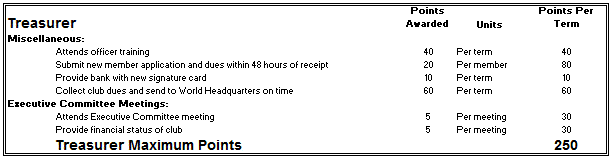 Treasurer Points Awarded Units Points Per Term
Miscellaneous:
Attends officer training 40 Per term 40
Submit new member application and dues within 48 hours of receipt 20 Per member 80
Provide bank with new signature card 10 Per term 10
Collect club dues and send to World Headquarters on time 60 Per term 60
Executive Committee Meetings:
Attends Executive Committee meeting 5 Per meeting 30
Provide financial status of club 5 Per meeting 30
Treasurer Maximum Points 250